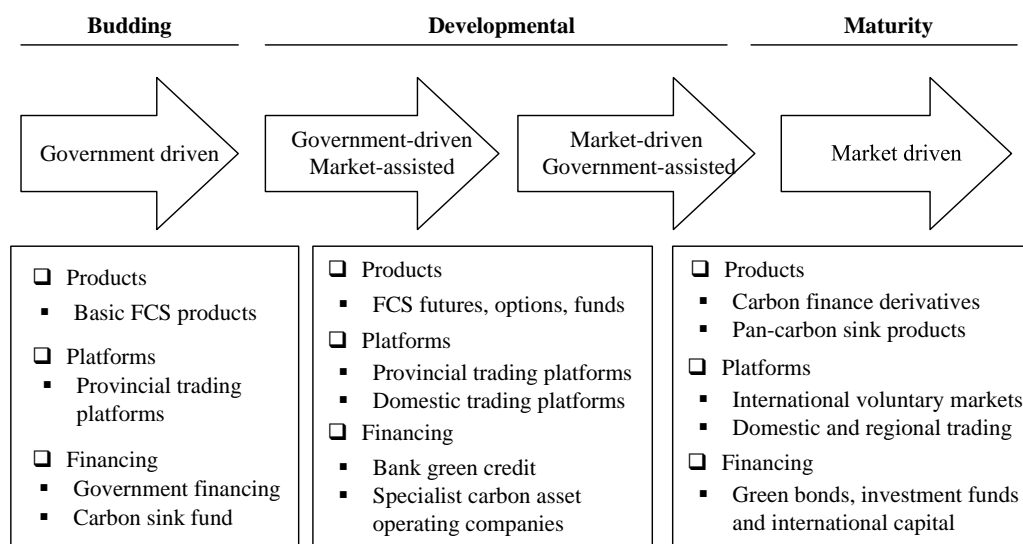 Budding
Developmental
Maturity
Government driven
Government-driven
Market-assisted
Market-driven
Government-assisted
Market driven
Products
Basic FCS products
Platforms
Provincial trading
platforms
Financing
Government financing
Carbon sink fund
Products
FCS futures, options, funds
Platforms
Provincial trading platforms
Domestic trading platforms
Financing
Bank green credit
Specialist carbon asset
operating companies
Products
Carbon finance derivatives
Pan-carbon sink products
Platforms
International voluntary markets
Domestic and regional trading
Financing
Green bonds, investment funds
and international capital